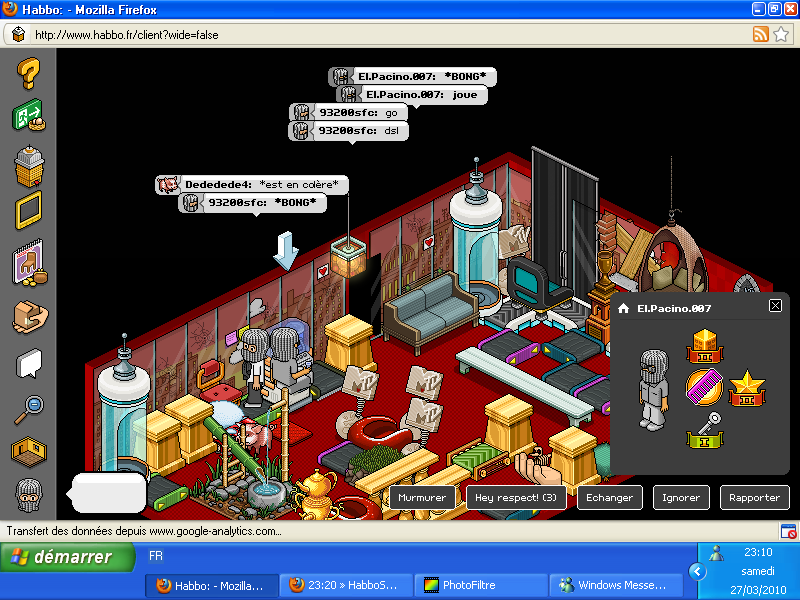 Habbo: - Mozilla Firefox
http://www.habbo.fr/client?wide=false
El.Pacino.007: *BONG*
El.Pacino.007: joue
93200sfc: go
93200sfc: dsl
Dededede4: *est en colère*
93200sfc: *BONG*
El.Pacino.007
III
II
I
Murmurer
Hey respect! (3)
Echanger
Ignorer
Rapporter
Transfert des données depuis www.google-analytics.com...
démarrer
FR
23:10
samedi
27/03/2010
Habbo: - Mozilla...
23:20 » HabboS...
PhotoFiltre
Windows Messe...